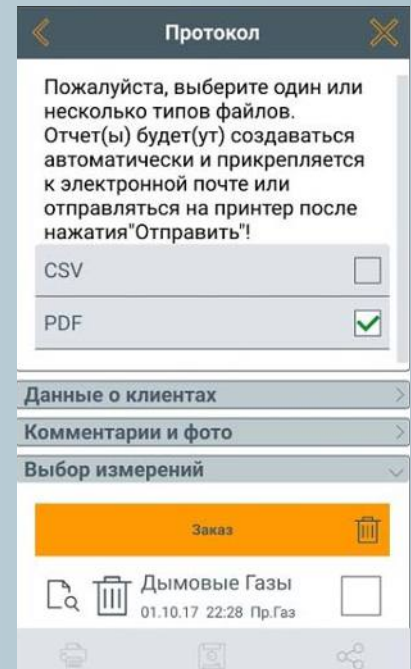 Протокол
Пожалуйста, выберите один или
несколько типов файлов.
Отчет(ы) будет(ут) создаваться
автоматически и прикрепляется
к электронной почте или
отправляться на принтер после
нажатия"Отправить"!
CSV
PDF
Данные о клиентах
Комментарии и фото
Выбор измерений
Заказ
Дымовые Газы
01.10.17 22:28 Пр.Газ